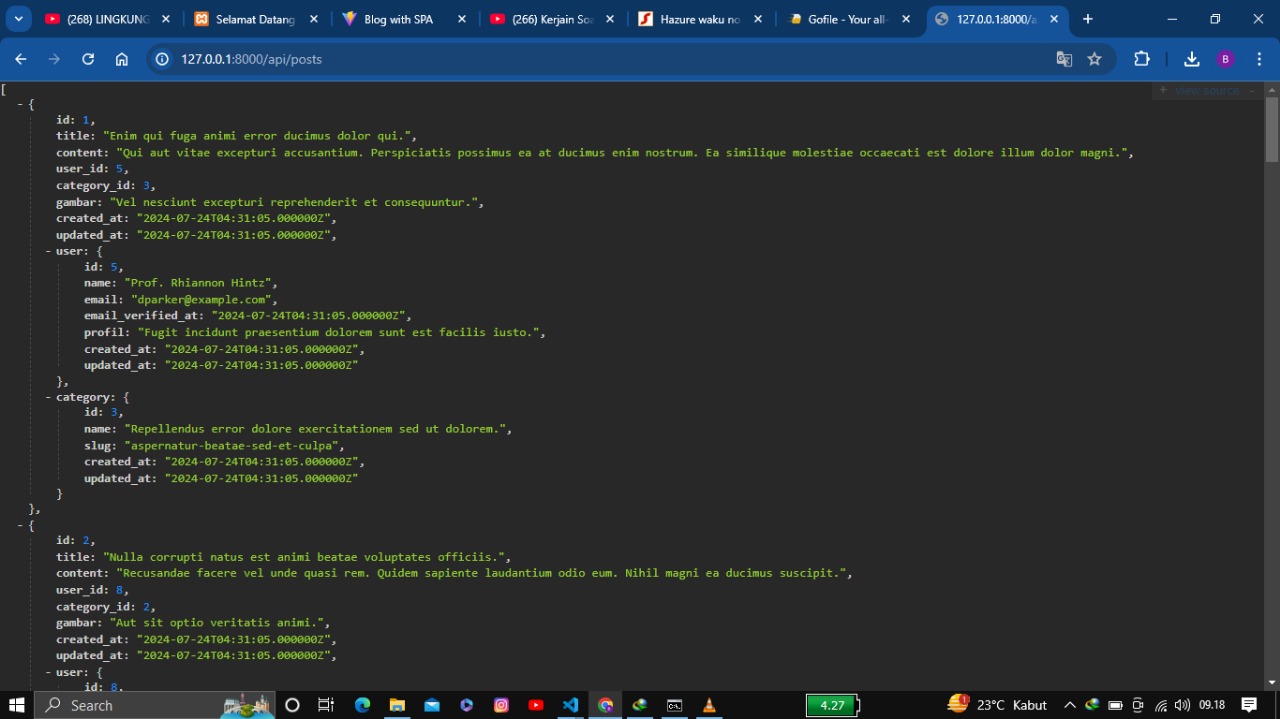 (268) LINGKUNG
Selamat Datang
Blog with SPA
(266) Kerjain Soa
Hazure waku no
Gofile - Your all-
127.0.0.1:8000/a
127.0.0.1:8000/api/posts
B
[
+ view source -
- {
id: 1,
title: "Enim qui fuga animi error ducimus dolor qui.",
content: "Qui aut vitae excepturi accusantium. Perspiciatis possimus ea at ducimus enim nostrum. Ea similique molestiae occaecati est dolore illum dolor magni.",
user_id: 5,
category_id: 3,
gambar: "Vel nesciunt excepturi reprehenderit et consequuntur.",
created_at: "2024-07-24T04:31:05.000000Z",
updated_at: "2024-07-24T04:31:05.000000Z",
- user: {
id: 5,
name: "Prof. Rhiannon Hintz",
email: "dparker@example.com",
email_verified_at: "2024-07-24T04:31:05.000000Z",
profil: "Fugit incidunt praesentium dolorem sunt est facilis iusto.",
created_at: "2024-07-24T04:31:05.000000Z",
updated_at: "2024-07-24T04:31:05.000000Z"
},
- category: {
id: 3,
name: "Repellendus error dolore exercitationem sed ut dolorem.",
slug: "aspernatur-beatae-sed-et-culpa",
created_at: "2024-07-24T04:31:05.000000Z",
updated_at: "2024-07-24T04:31:05.000000Z"
}
},
- {
id: 2,
title: "Nulla corrupti natus est animi beatae voluptates officiis.",
content: "Recusandae facere vel unde quasi rem. Quidem sapiente laudantium odio eum. Nihil magni ea ducimus suscipit.",
user_id: 8,
category_id: 2,
gambar: "Aut sit optio veritatis animi.",
created_at: "2024-07-24T04:31:05.000000Z",
updated_at: "2024-07-24T04:31:05.000000Z",
- user: {
id: 8,
Search
4.27
23°C Kabut
09.18